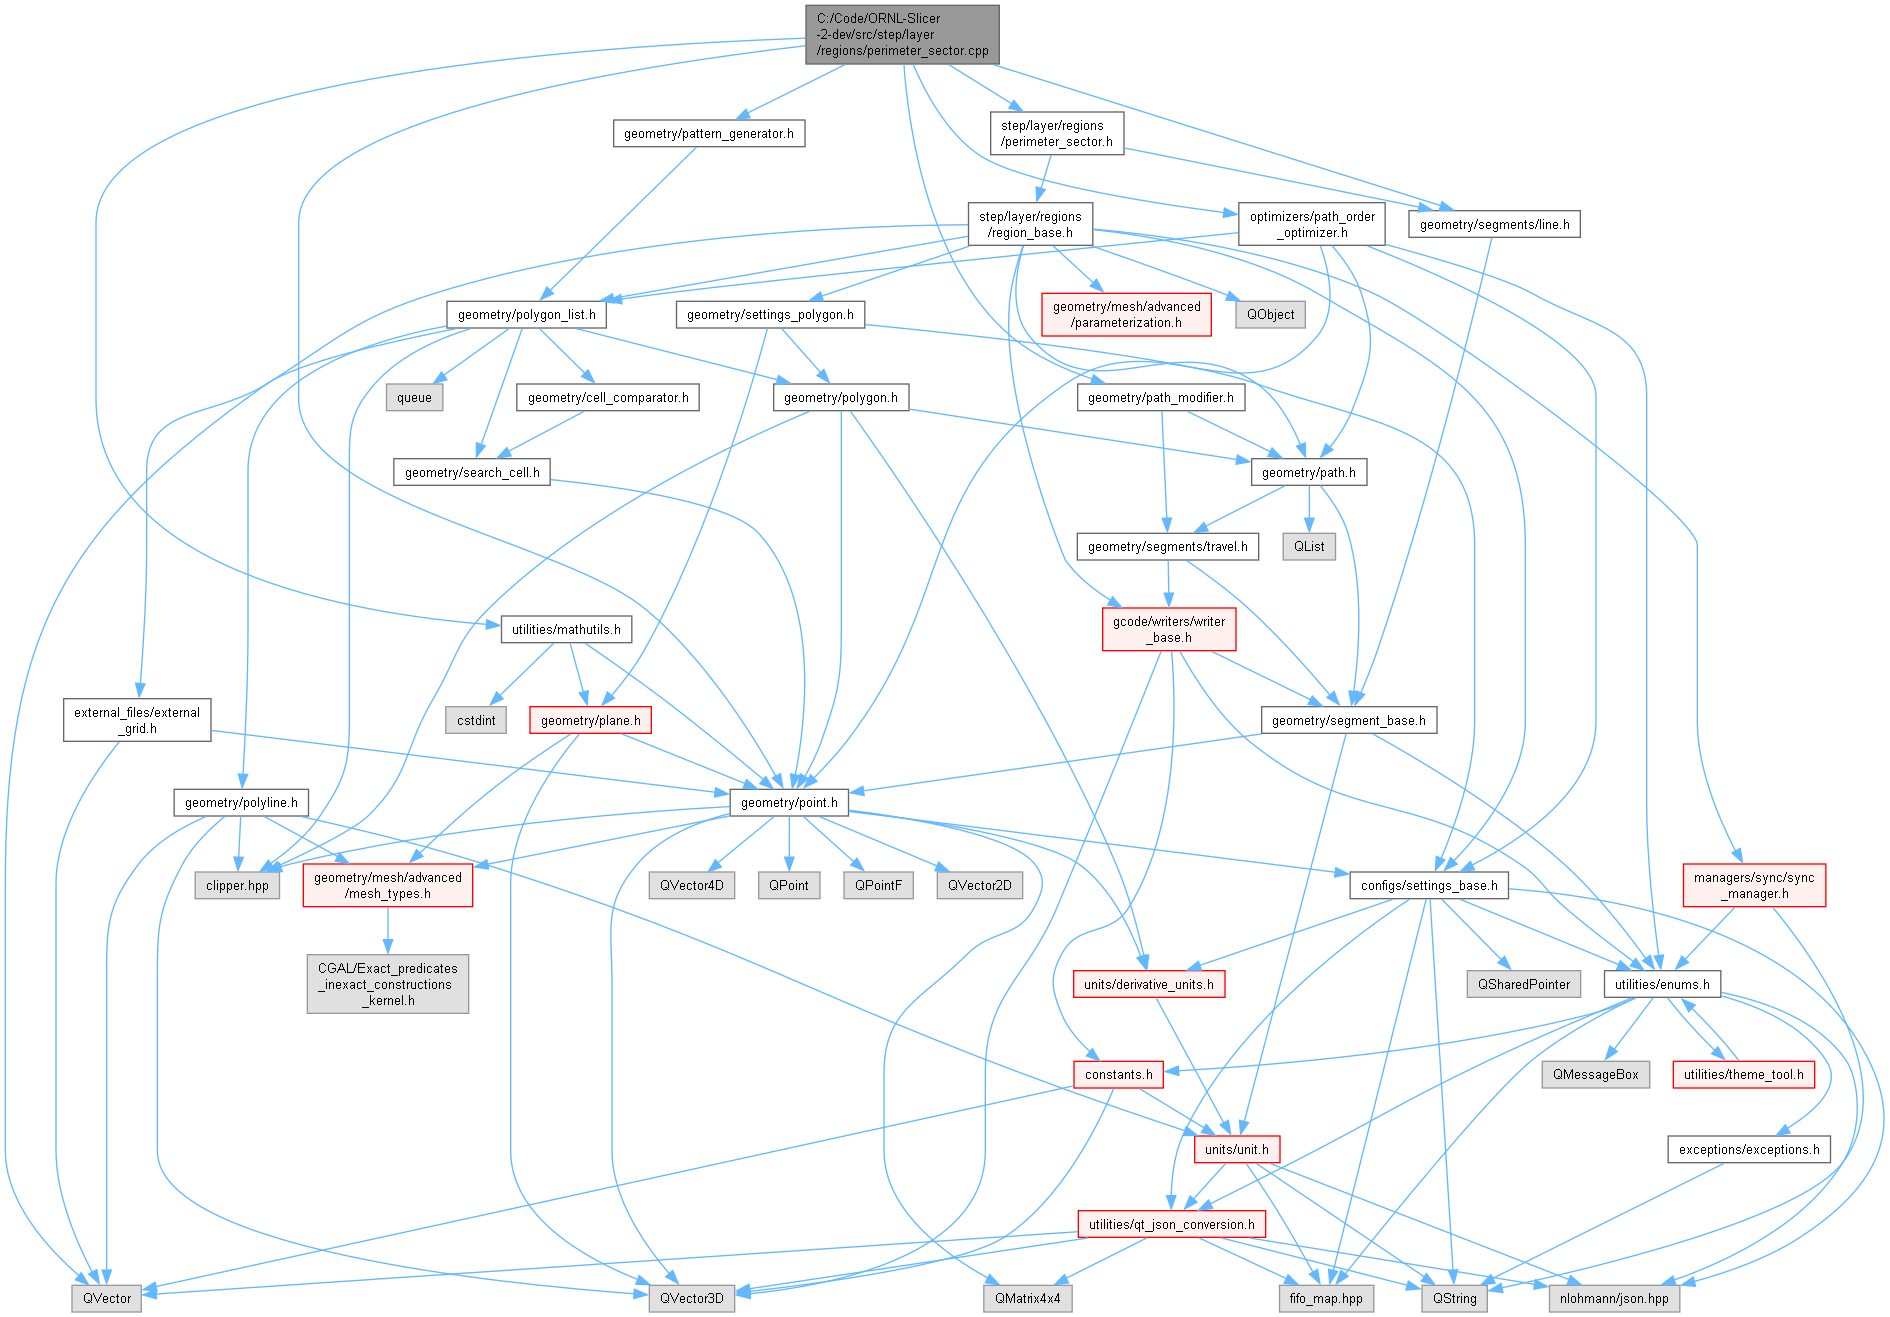 C:/Code/ORNL-Slicer
-2-dev/src/step/layer
/regions/perimeter_sector.cpp
geometry/pattern_generator.h
step/layer/regions
/perimeter_sector.h
step/layer/regions
/region_base.h
optimizers/path_order
_optimizer.h
geometry/segments/line.h
geometry/polygon_list.h
geometry/settings_polygon.h
geometry/mesh/advanced
/parameterization.h
QObject
queue
geometry/cell_comparator.h
geometry/polygon.h
geometry/path_modifier.h
geometry/search_cell.h
geometry/path.h
geometry/segments/travel.h
QList
utilities/mathutils.h
gcode/writers/writer
_base.h
external_files/external
_grid.h
cstdint
geometry/plane.h
geometry/segment_base.h
geometry/polyline.h
geometry/point.h
clipper.hpp
geometry/mesh/advanced
/mesh_types.h
QVector4D
QPoint
QPointF
QVector2D
configs/settings_base.h
managers/sync/sync
_manager.h
CGAL/Exact_predicates
_inexact_constructions
_kernel.h
units/derivative_units.h
QSharedPointer
utilities/enums.h
constants.h
QMessageBox
utilities/theme_tool.h
units/unit.h
exceptions/exceptions.h
utilities/qt_json_conversion.h
QVector
QVector3D
QMatrix4x4
fifo_map.hpp
QString
nlohmann/json.hpp